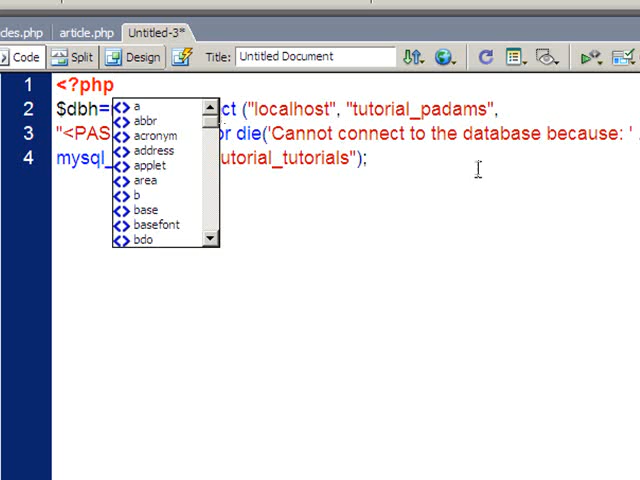 des.php article.php Untitled-3*
Code Split Design Title: Untitled Document
1 <?php
2 $dbh= ct ("localhost", "tutorial_padams",
3 "<PAS or die('Cannot connect to the database because: ' .
4 mysql_ utorial_tutorials");
a
abbr
acronym
address
applet
area
b
base
basefont
bdo